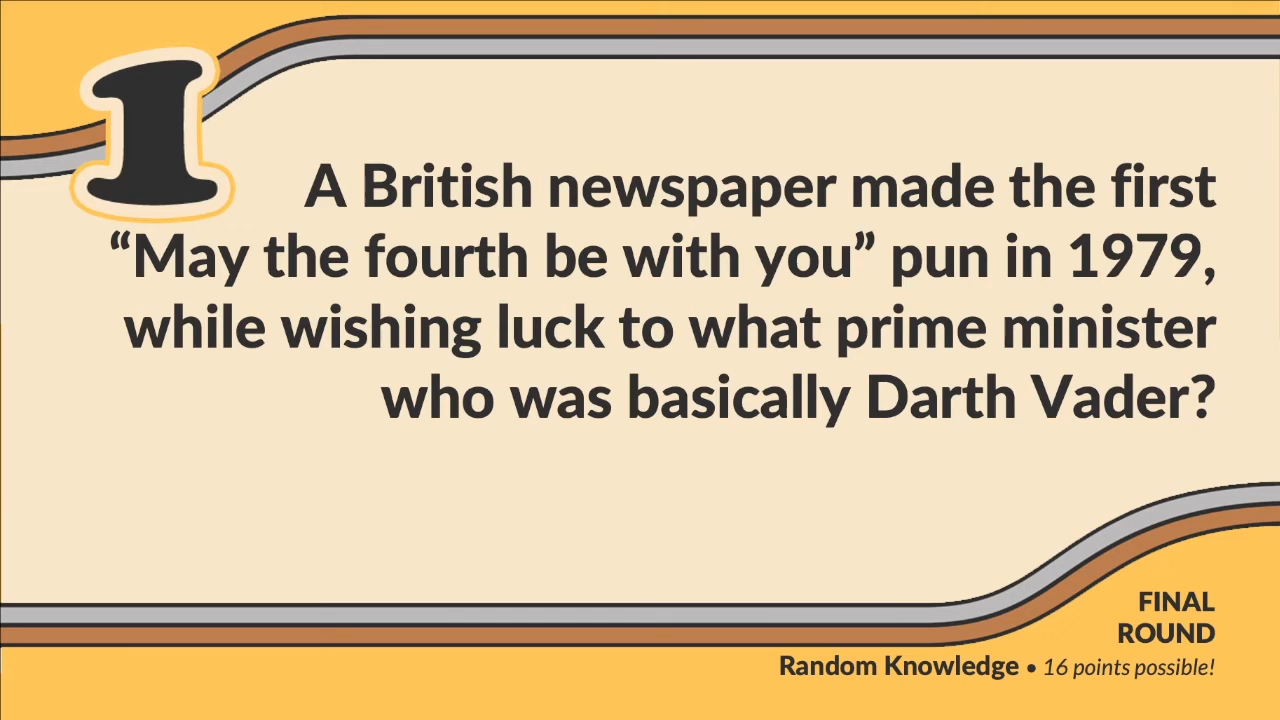 1
A British newspaper made the first
“May the fourth be with you” pun in 1979,
while wishing luck to what prime minister
who was basically Darth Vader?
FINAL
ROUND
Random Knowledge • 16 points possible!